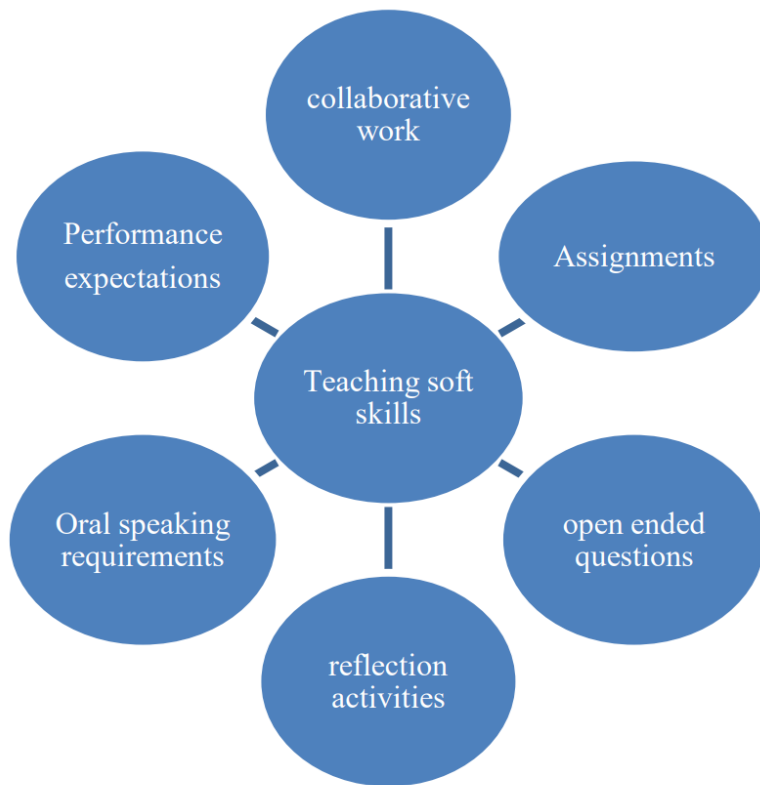 collaborative
work
Performance
expectations
Assignments
Teaching soft
skills
Oral speaking
requirements
open ended
questions
reflection
activities